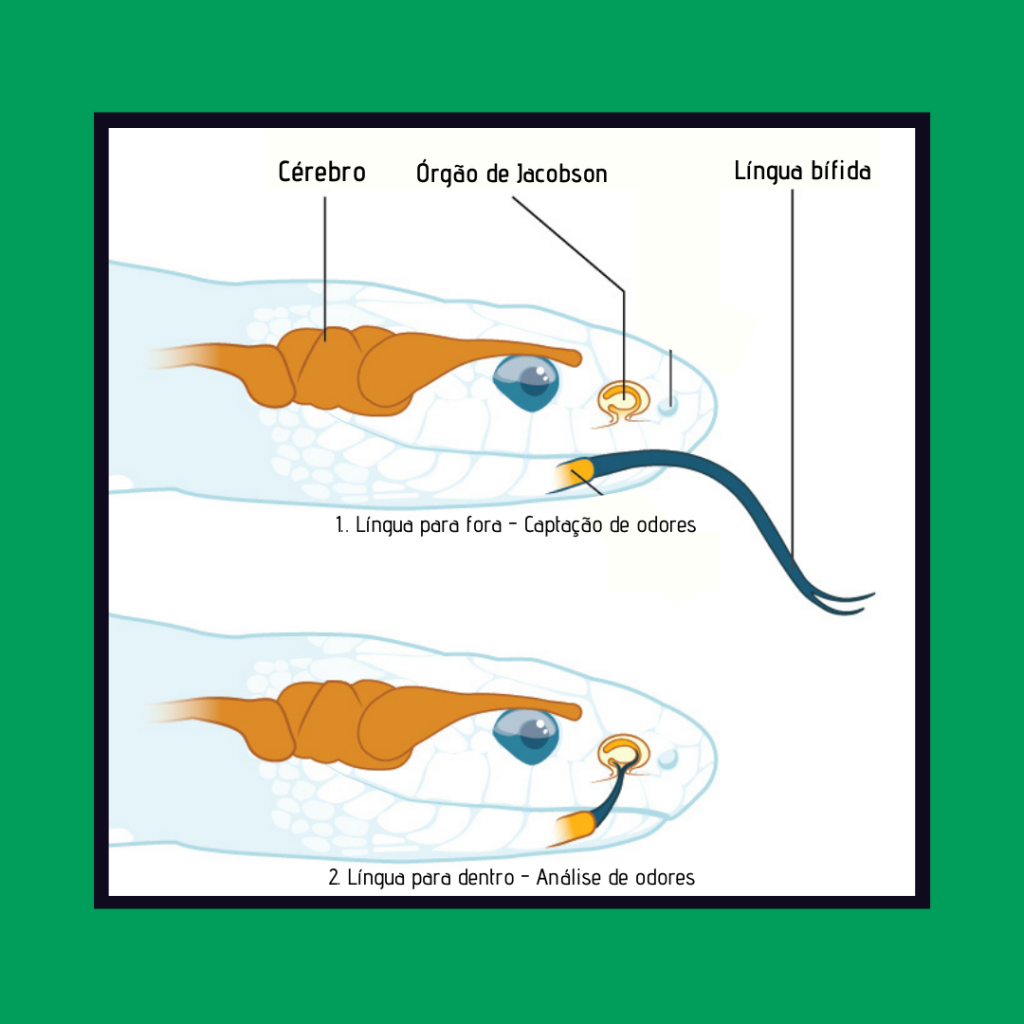 Cérebro
Órgão de Jacobson
Língua bífida
1. Língua para fora - Captação de odores
2. Língua para dentro - Análise de odores